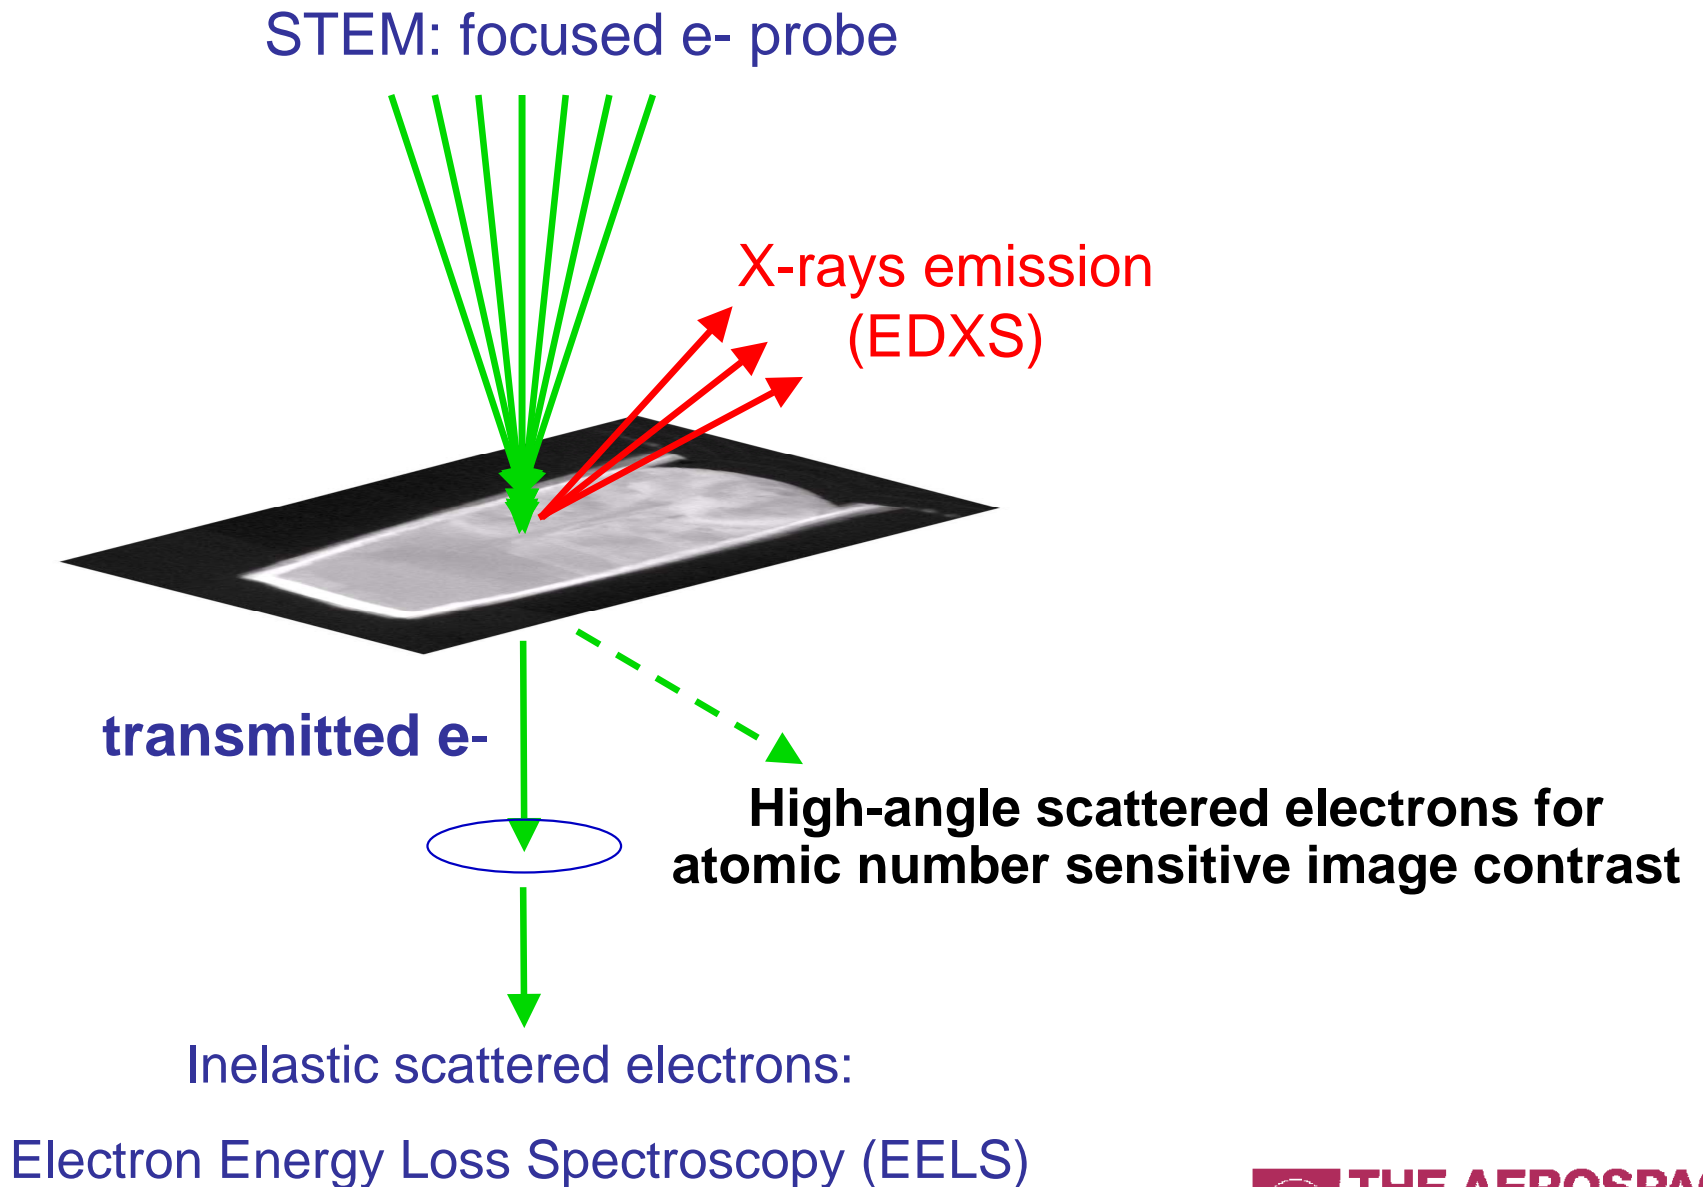 STEM: focused e- probe
X-rays emission
(EDXS)
transmitted e-
High-angle scattered electrons for
atomic number sensitive image contrast
Inelastic scattered electrons:
Electron Energy Loss Spectroscopy (EELS)
THE